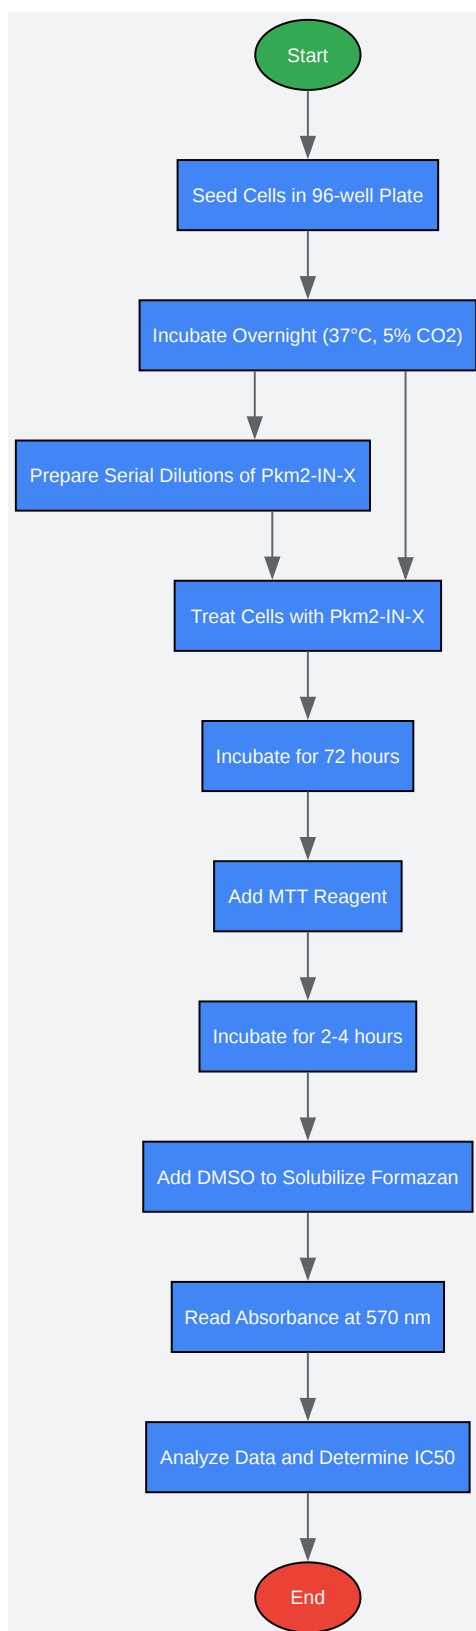 Start
Seed Cells in 96-well Plate
Incubate Overnight (37°C, 5% CO2)
Prepare Serial Dilutions of Pkm2-IN-X
Treat Cells with Pkm2-IN-X
Incubate for 72 hours
Add MTT Reagent
Incubate for 2-4 hours
Add DMSO to Solubilize Formazan
Read Absorbance at 570 nm
Analyze Data and Determine IC50
End